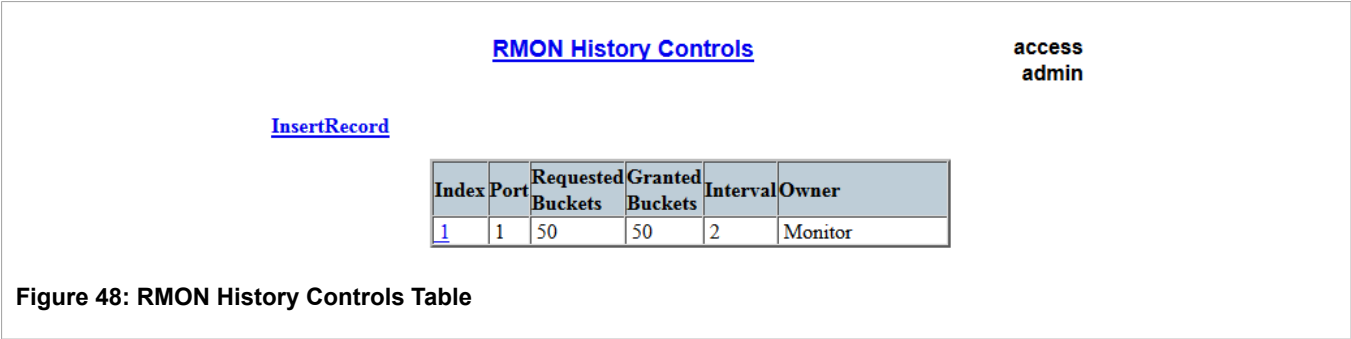 RMON History Controls
access
admin
InsertRecord
Index Port Requested Buckets Granted Buckets Interval Owner
1 1 50 50 2 Monitor
Figure 48: RMON History Controls Table